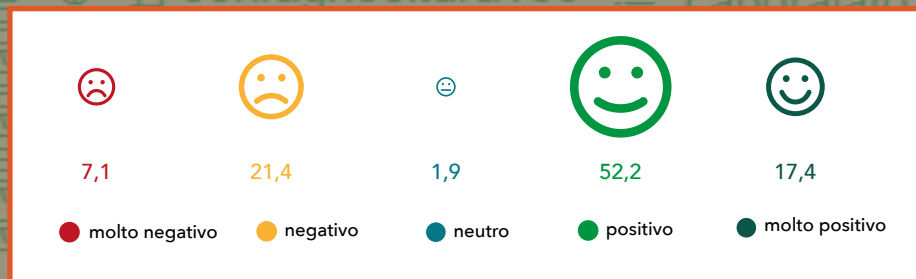 7,1 21,4 1,9 52,2 17,4
molto negativo negativo neutro positivo molto positivo